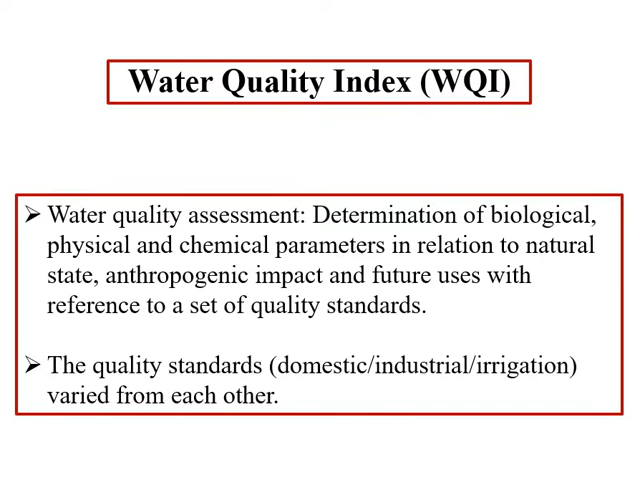 Water Quality Index (WQI)
➢ Water quality assessment: Determination of biological,
physical and chemical parameters in relation to natural
state, anthropogenic impact and future uses with
reference to a set of quality standards.
➢ The quality standards (domestic/industrial/irrigation)
varied from each other.